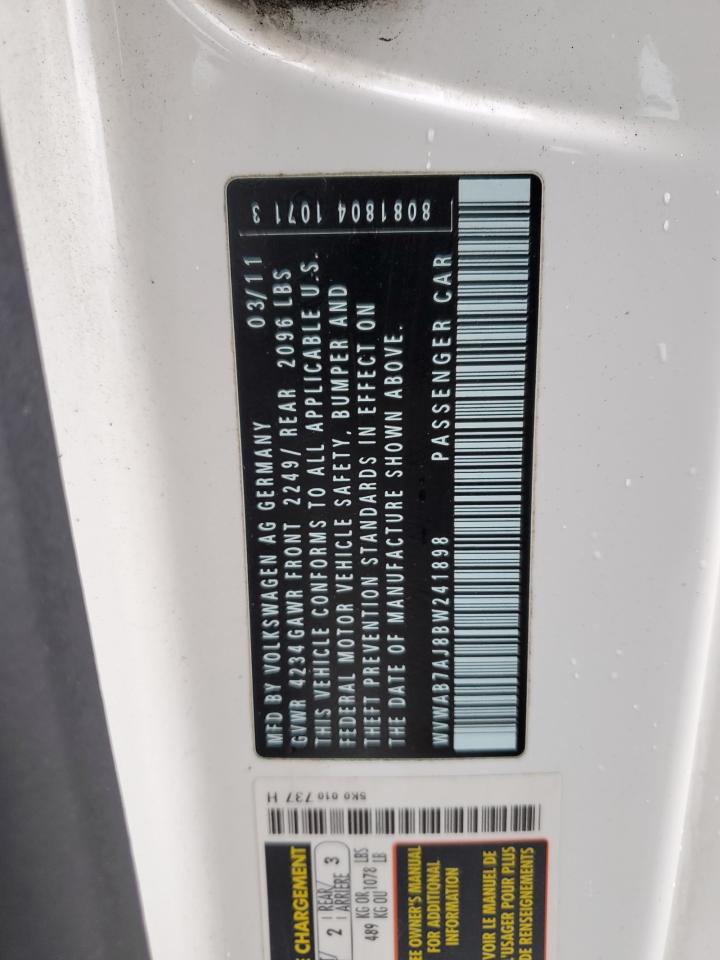 MFD BY VOLKSWAGEN AG GERMANY 03/11
GVWR 4234GAWR FRONT 2249/ REAR 2096 LBS
THIS VEHICLE CONFORMS TO ALL APPLICABLE U.S.
FEDERAL MOTOR VEHICLE SAFETY, BUMPER AND
THEFT PREVENTION STANDARDS IN EFFECT ON
THE DATE OF MANUFACTURE SHOWN ABOVE.
WVWAB7AJ8BW241898 PASSENGER CAR
8081804 1071 3
5K0 010 737 H
E CHARGEMENT
2 REAR/ ARRIÈRE 3
489 KG OR 1078 LBS
KG OU LB
EE OWNER'S MANUAL
FOR ADDITIONAL
INFORMATION
VOIR LE MANUEL DE
L'USAGER POUR PLUS
DE RENSEIGNEMENTS